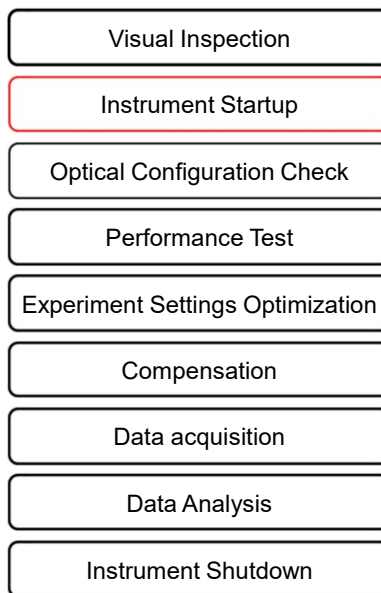 Visual Inspection
Instrument Startup
Optical Configuration Check
Performance Test
Experiment Settings Optimization
Compensation
Data acquisition
Data Analysis
Instrument Shutdown